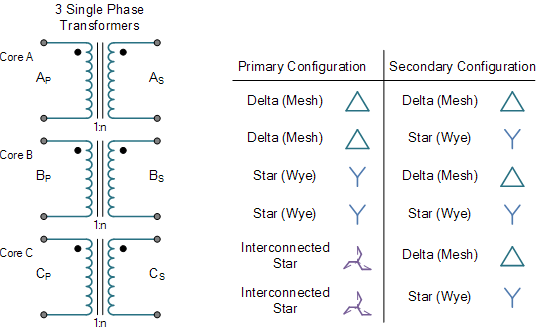 3 Single Phase
Transformers
Core A
AP
AS
1:n
Core B
BP
BS
1:n
Core C
CP
CS
1:n
Primary Configuration Secondary Configuration
Delta (Mesh) Delta (Mesh)
Delta (Mesh) Star (Wye)
Star (Wye) Delta (Mesh)
Star (Wye) Star (Wye)
Interconnected
Star Delta (Mesh)
Interconnected
Star Star (Wye)